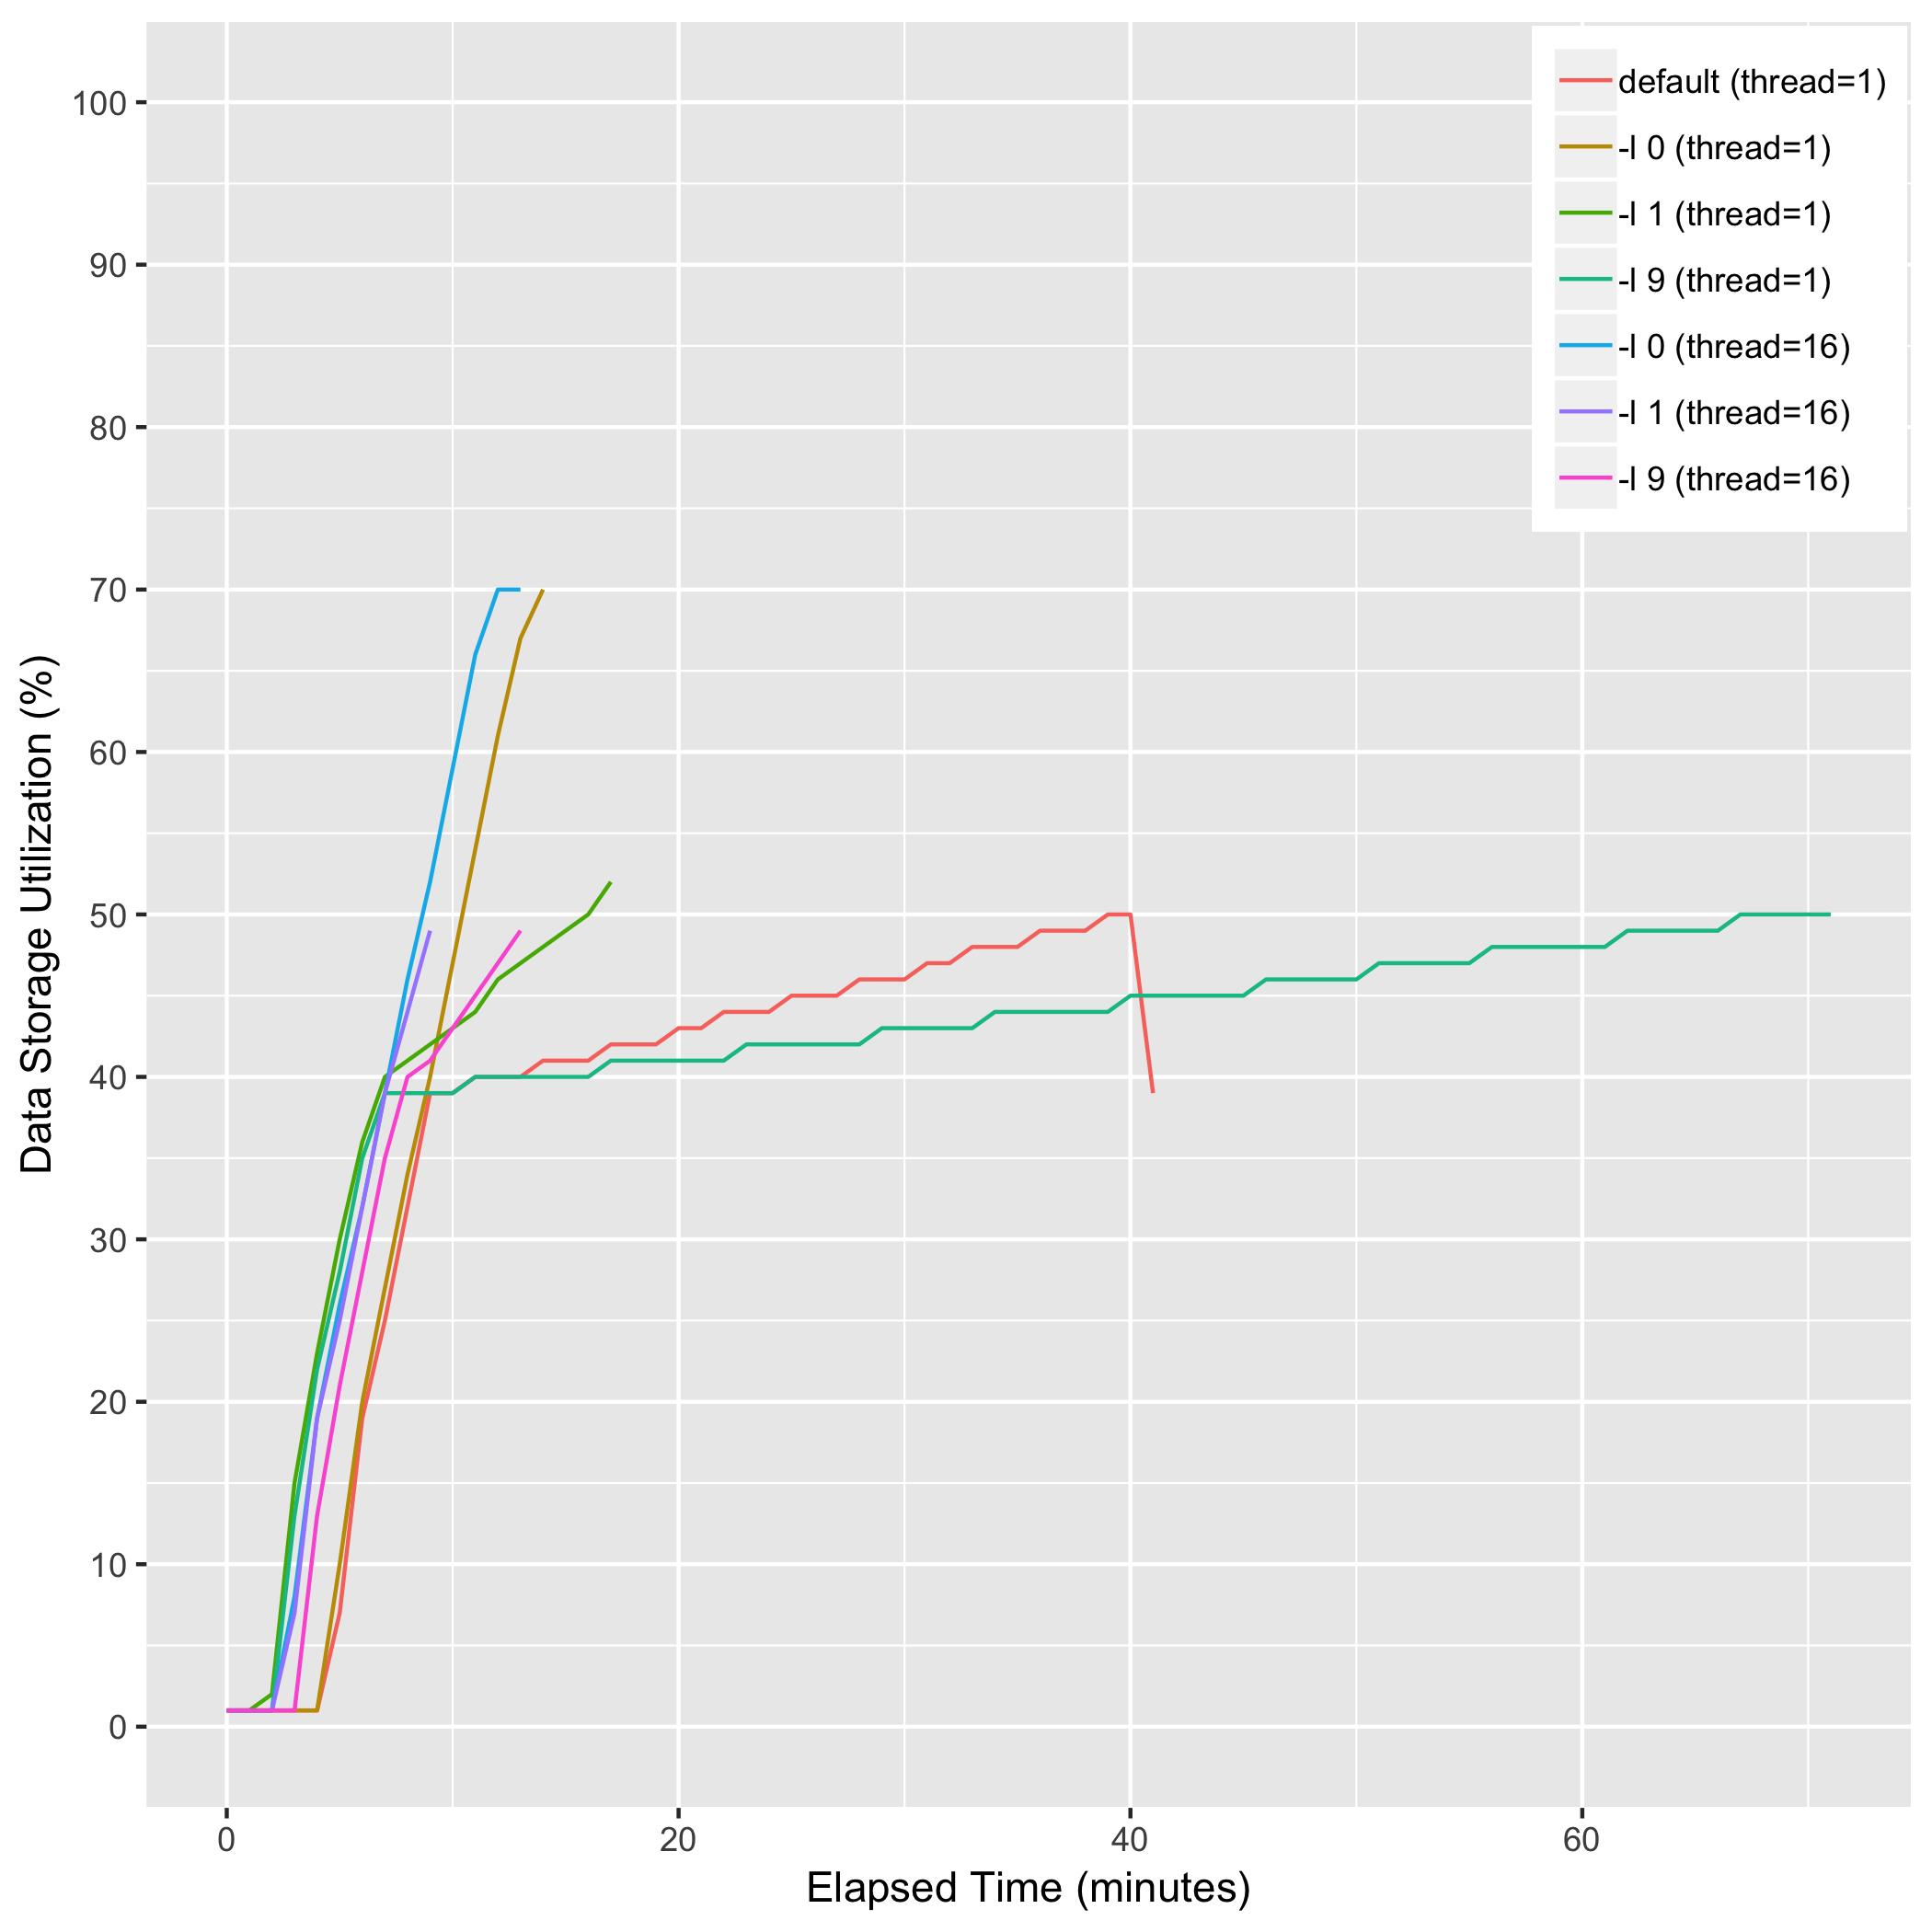 default (thread=1)
-l 0 (thread=1)
-l 1 (thread=1)
-l 9 (thread=1)
-l 0 (thread=16)
-l 1 (thread=16)
-l 9 (thread=16)
100
90
80
70
60
50
40
30
20
10
0
Data Storage Utilization (%)
0 20 40 60
Elapsed Time (minutes)